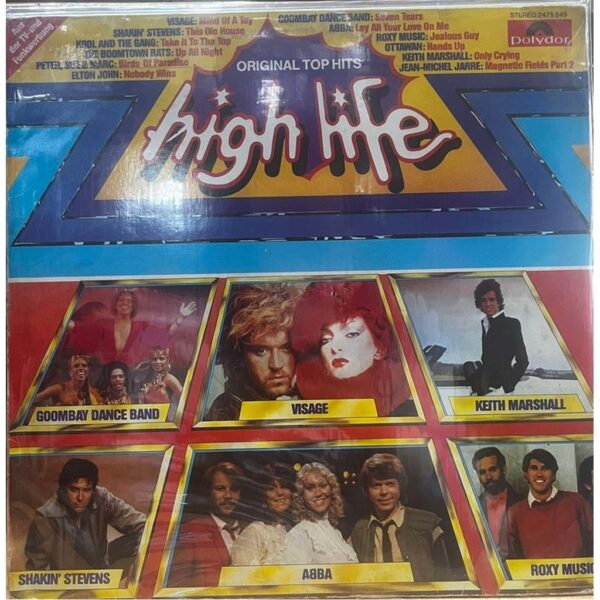 Aus
der TV-und
Funkwerbung
VISAGE: Mind Of A Toy
SHAKIN' STEVENS: This Ole House
KOOL AND THE GANG: Take It To The Top
THE BOOMTOWN RATS: Up All Night
PETER, SUE & MARC: Birds Of Paradise
ELTON JOHN: Nobody Wins
COOMBAY DANCE BAND: Seven Tears
ABBA: Lay All Your Love On Me
ROXY MUSIC: Jealous Guy
OTTAWAN: Hands Up
KEITH MARSHALL: Only Crying
JEAN-MICHEL JARRE: Magnetic Fields Part 2
STEREO 2475 549
polydor
ORIGINAL TOP HITS
high life
GOOMBAY DANCE BAND
VISAGE
KEITH MARSHALL
SHAKIN' STEVENS
ABBA
ROXY MUSIC